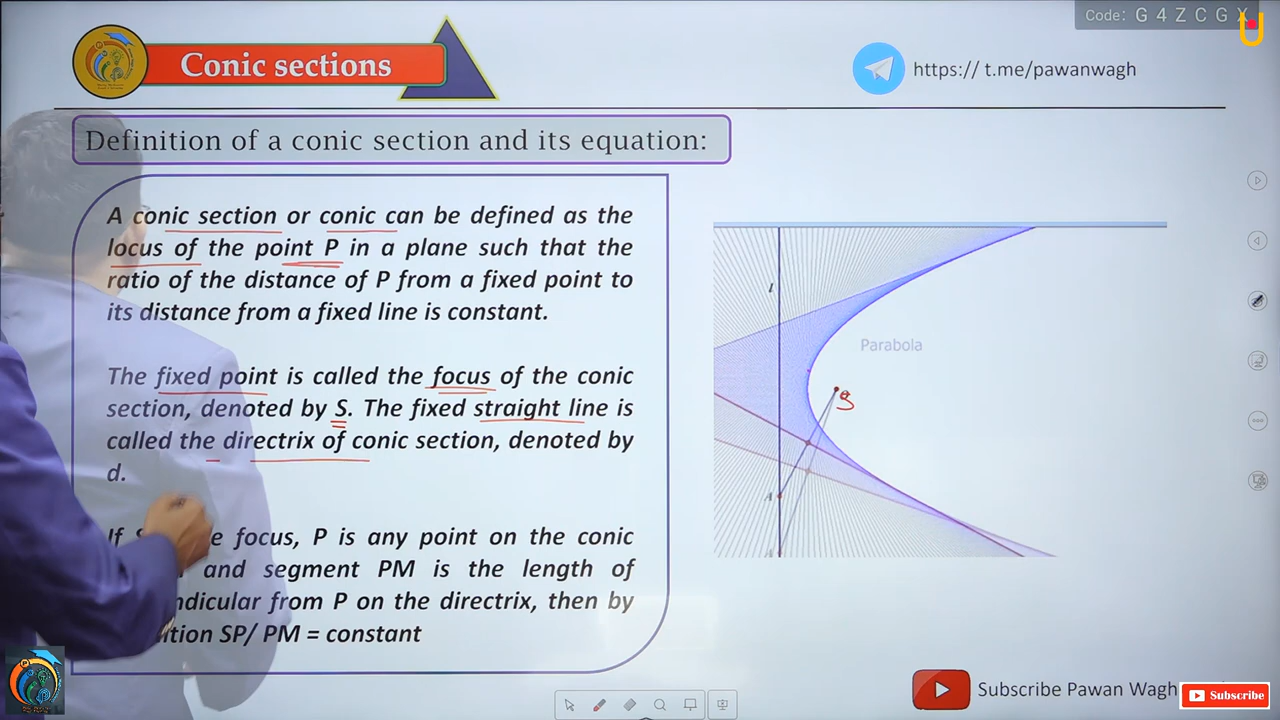 Code: G 4 Z C G X
Conic sections
https:// t.me/pawanwagh
Definition of a conic section and its equation:
A conic section or conic can be defined as the
locus of the point P in a plane such that the
ratio of the distance of P from a fixed point to
its distance from a fixed line is constant.
The fixed point is called the focus of the conic
section, denoted by S. The fixed straight line is
called the directrix of conic section, denoted by
d.
If focus, P is any point on the conic
and segment PM is the length of
from P on the directrix, then by
SP/ PM = constant
l
Parabola
S
A
Subscribe Pawan Wagh
Subscribe